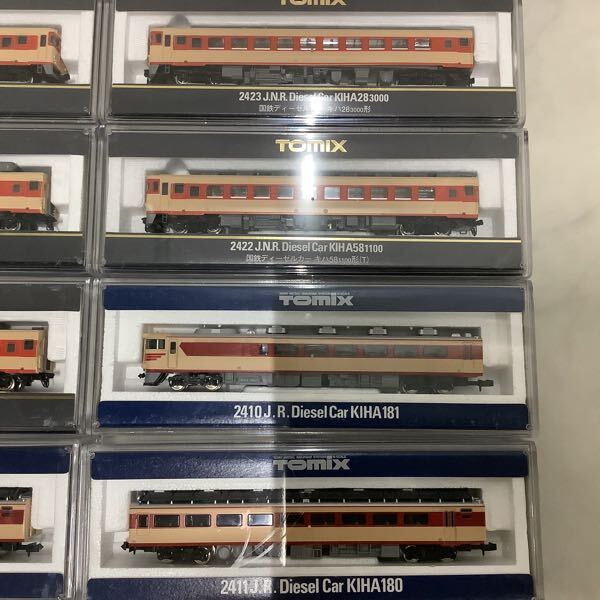 TOMIX
2423 J.N.R. Diesel Car KIHA28 3000
国鉄ディーゼルカー キハ28 3000形
TOMIX
2422 J.N.R. Diesel Car KIHA58 1100
国鉄ディーゼルカー キハ58 1100形(T)
TOMIX
2410 J.R. Diesel Car KIHA181
TOMIX
2411 J.R. Diesel Car KIHA180